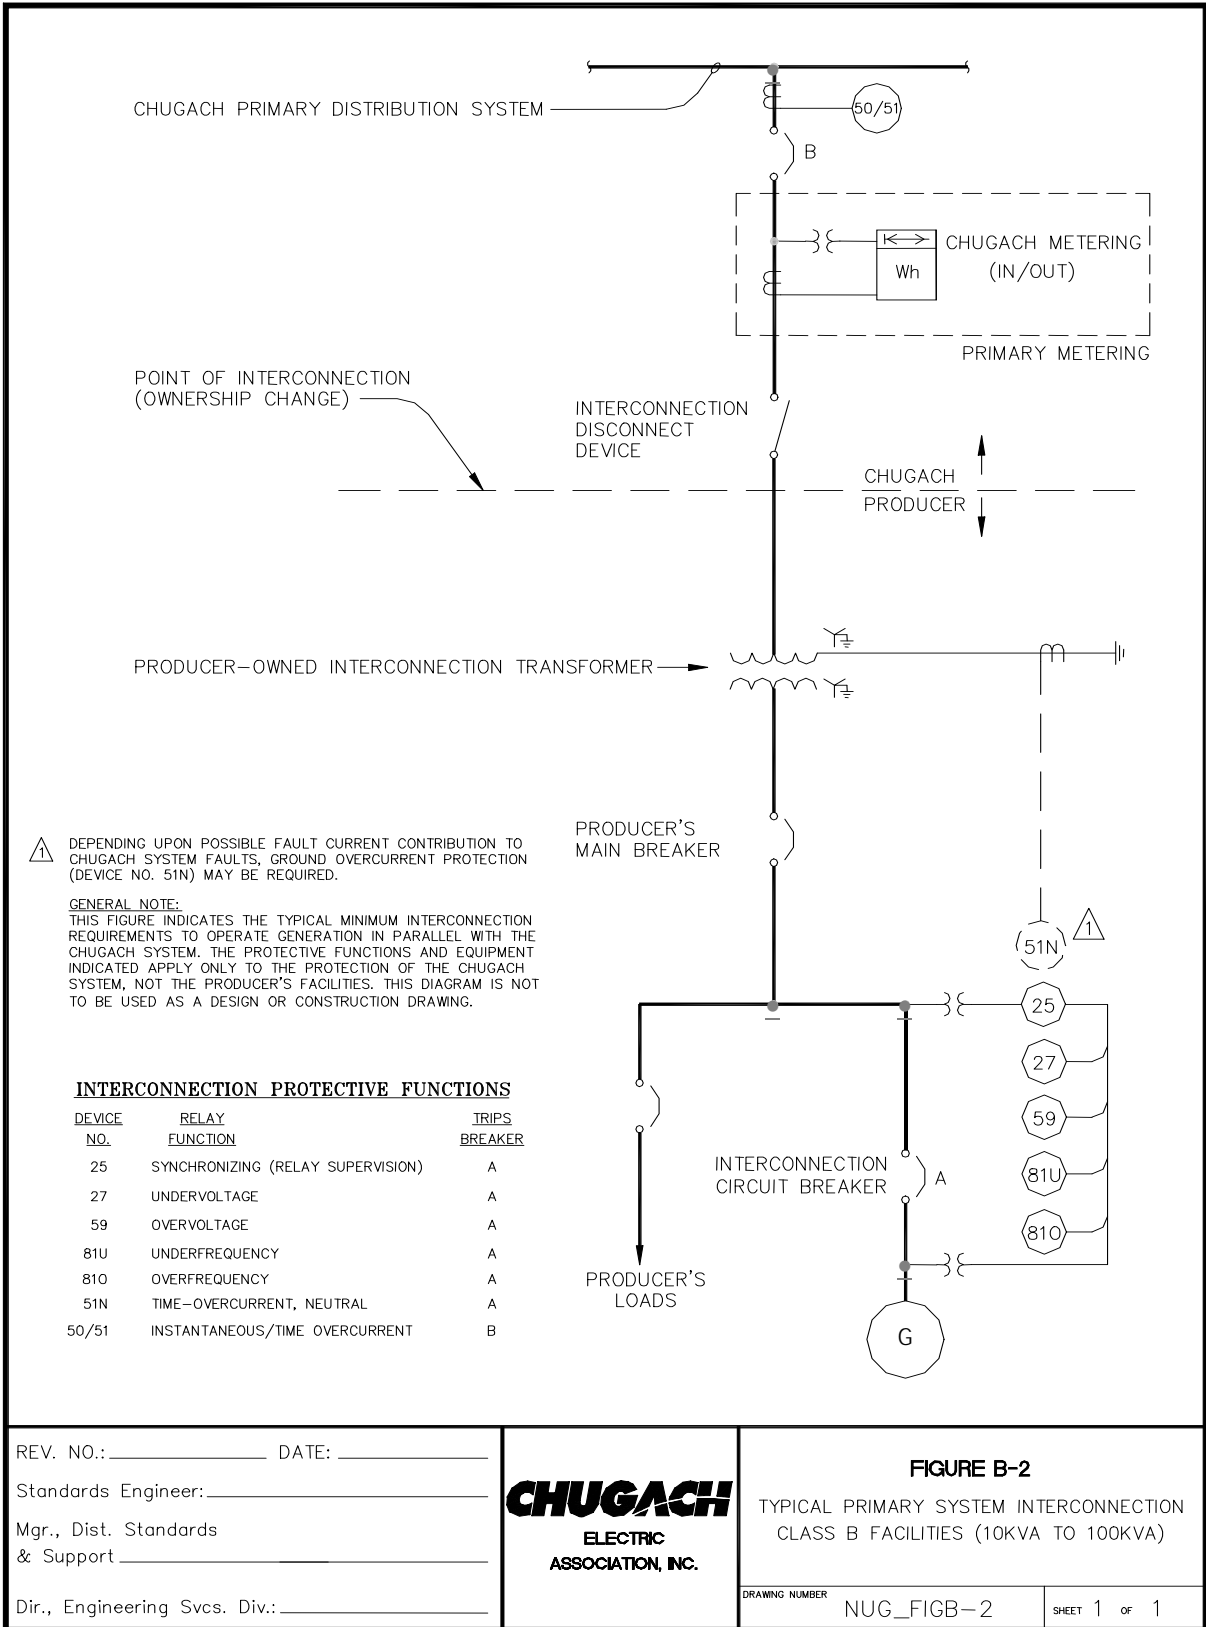 CHUGACH PRIMARY DISTRIBUTION SYSTEM
50/51
B
CHUGACH METERING
(IN/OUT)
Wh
PRIMARY METERING
POINT OF INTERCONNECTION
(OWNERSHIP CHANGE)
INTERCONNECTION
DISCONNECT
DEVICE
CHUGACH
PRODUCER
PRODUCER-OWNED INTERCONNECTION TRANSFORMER
PRODUCER'S
MAIN BREAKER
1
DEPENDING UPON POSSIBLE FAULT CURRENT CONTRIBUTION TO
CHUGACH SYSTEM FAULTS, GROUND OVERCURRENT PROTECTION
(DEVICE NO. 51N) MAY BE REQUIRED.
GENERAL NOTE:
THIS FIGURE INDICATES THE TYPICAL MINIMUM INTERCONNECTION
REQUIREMENTS TO OPERATE GENERATION IN PARALLEL WITH THE
CHUGACH SYSTEM. THE PROTECTIVE FUNCTIONS AND EQUIPMENT
INDICATED APPLY ONLY TO THE PROTECTION OF THE CHUGACH
SYSTEM, NOT THE PRODUCER'S FACILITIES. THIS DIAGRAM IS NOT
TO BE USED AS A DESIGN OR CONSTRUCTION DRAWING.
1
51N
25
27
59
81U
81O
INTERCONNECTION
CIRCUIT BREAKER
A
PRODUCER'S
LOADS
G
INTERCONNECTION PROTECTIVE FUNCTIONS
DEVICE RELAY TRIPS
NO. FUNCTION BREAKER
25 SYNCHRONIZING (RELAY SUPERVISION) A
27 UNDERVOLTAGE A
59 OVERVOLTAGE A
81U UNDERFREQUENCY A
81O OVERFREQUENCY A
51N TIME-OVERCURRENT, NEUTRAL A
50/51 INSTANTANEOUS/TIME OVERCURRENT B
REV. NO.: DATE:
Standards Engineer:
Mgr., Dist. Standards
& Support
Dir., Engineering Svcs. Div.:
CHUGACH
ELECTRIC
ASSOCIATION, INC.
FIGURE B-2
TYPICAL PRIMARY SYSTEM INTERCONNECTION
CLASS B FACILITIES (10KVA TO 100KVA)
DRAWING NUMBER
NUG_FIGB-2
SHEET 1 OF 1